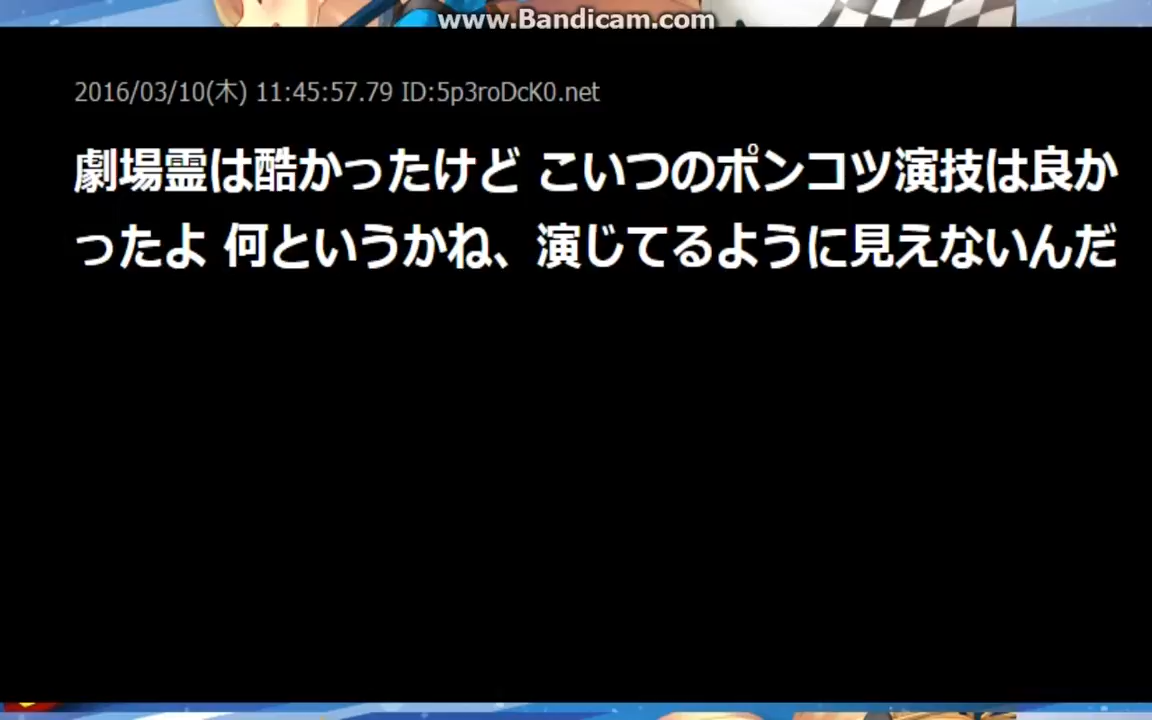 www.Bandicam.com
2016/03/10(木) 11:45:57.79 ID:5p3roDcK0.net
劇場霊は酷かったけど こいつのポンコツ演技は良か
ったよ 何というかね、演じてるように見えないんだ